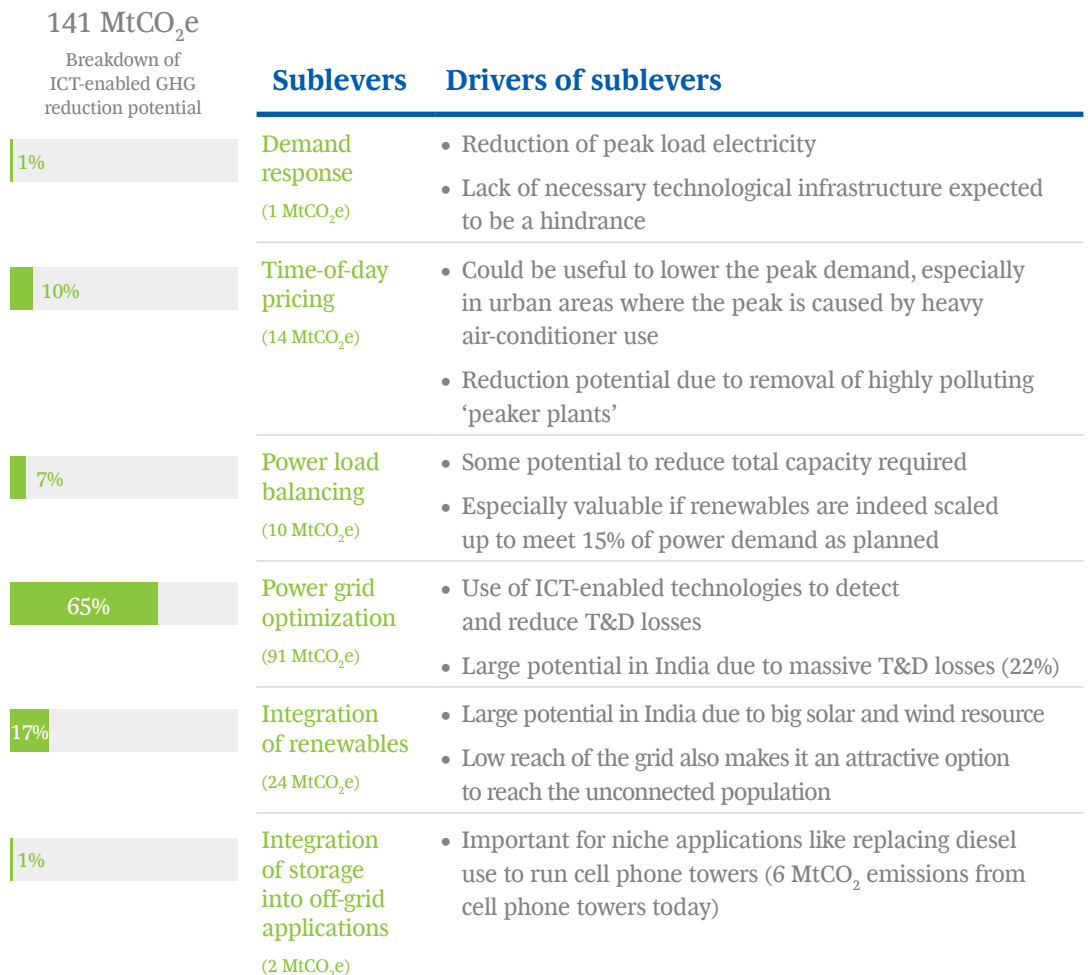 141 MtCO₂e
Breakdown of
ICT-enabled GHG
reduction potential
Sublevers
Drivers of sublevers
1%
Demand
response
(1 MtCO₂e)
• Reduction of peak load electricity
• Lack of necessary technological infrastructure expected
to be a hindrance
10%
Time-of-day
pricing
(14 MtCO₂e)
• Could be useful to lower the peak demand, especially
in urban areas where the peak is caused by heavy
air-conditioner use
• Reduction potential due to removal of highly polluting
‘peaker plants’
7%
Power load
balancing
(10 MtCO₂e)
• Some potential to reduce total capacity required
• Especially valuable if renewables are indeed scaled
up to meet 15% of power demand as planned
65%
Power grid
optimization
(91 MtCO₂e)
• Use of ICT-enabled technologies to detect
and reduce T&D losses
• Large potential in India due to massive T&D losses (22%)
17%
Integration
of renewables
(24 MtCO₂e)
• Large potential in India due to big solar and wind resource
• Low reach of the grid also makes it an attractive option
to reach the unconnected population
1%
Integration
of storage
into off-grid
applications
(2 MtCO₂e)
• Important for niche applications like replacing diesel
use to run cell phone towers (6 MtCO₂ emissions from
cell phone towers today)